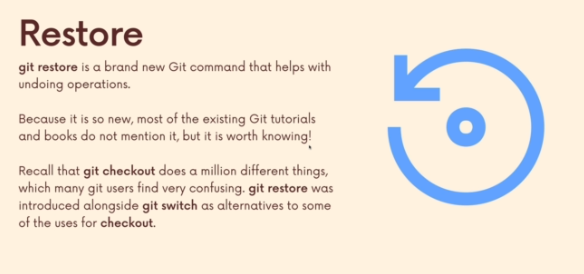 Restore
git restore is a brand new Git command that helps with
undoing operations.
Because it is so new, most of the existing Git tutorials
and books do not mention it, but it is worth knowing!
Recall that git checkout does a million different things,
which many git users find very confusing. git restore was
introduced alongside git switch as alternatives to some
of the uses for checkout.